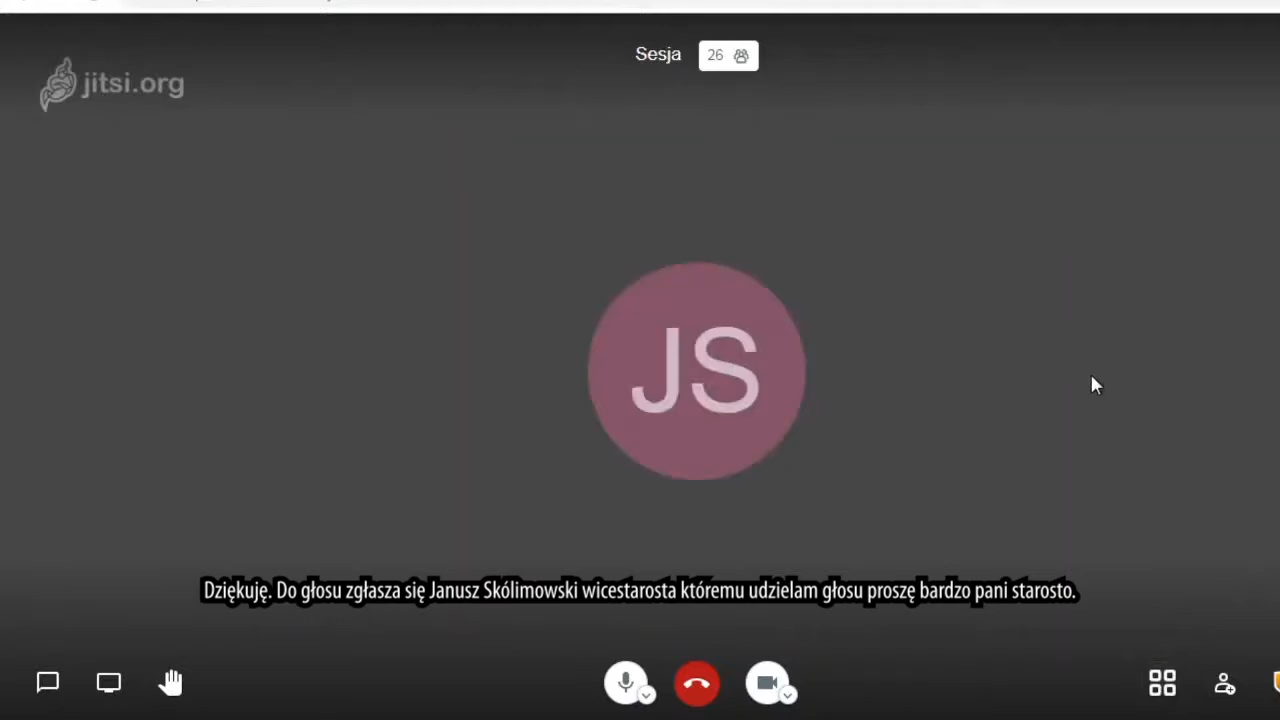 Sesja 26
jitsi.org
JS
Dziękuję. Do głosu zgłasza się Janusz Skólimowski wicestarosta któremu udzielam głosu proszę bardzo pani starosto.